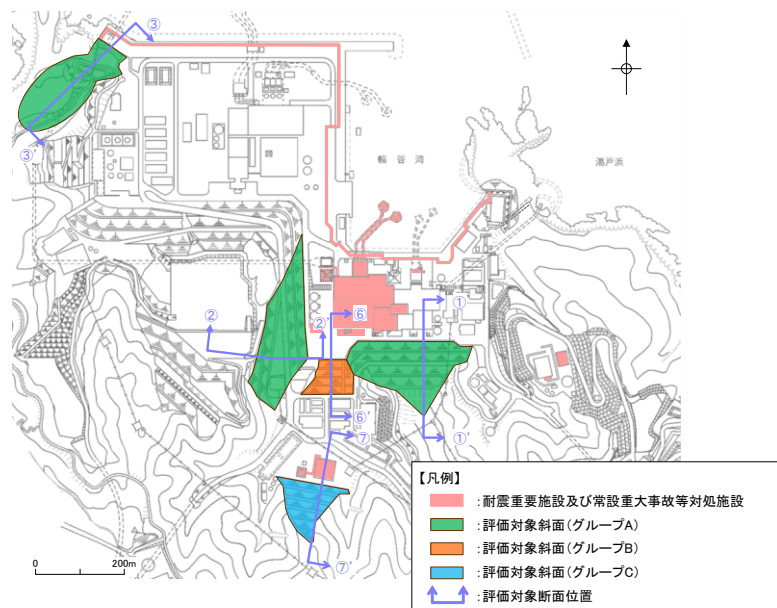 ③
③'
輪谷湾
湯戸浜
②
②'
⑥
①
⑥'
⑦
①'
⑦'
0 200m
【凡例】
:耐震重要施設及び常設重大事故等対処施設
:評価対象斜面(グループA)
:評価対象斜面(グループB)
:評価対象斜面(グループC)
:評価対象断面位置